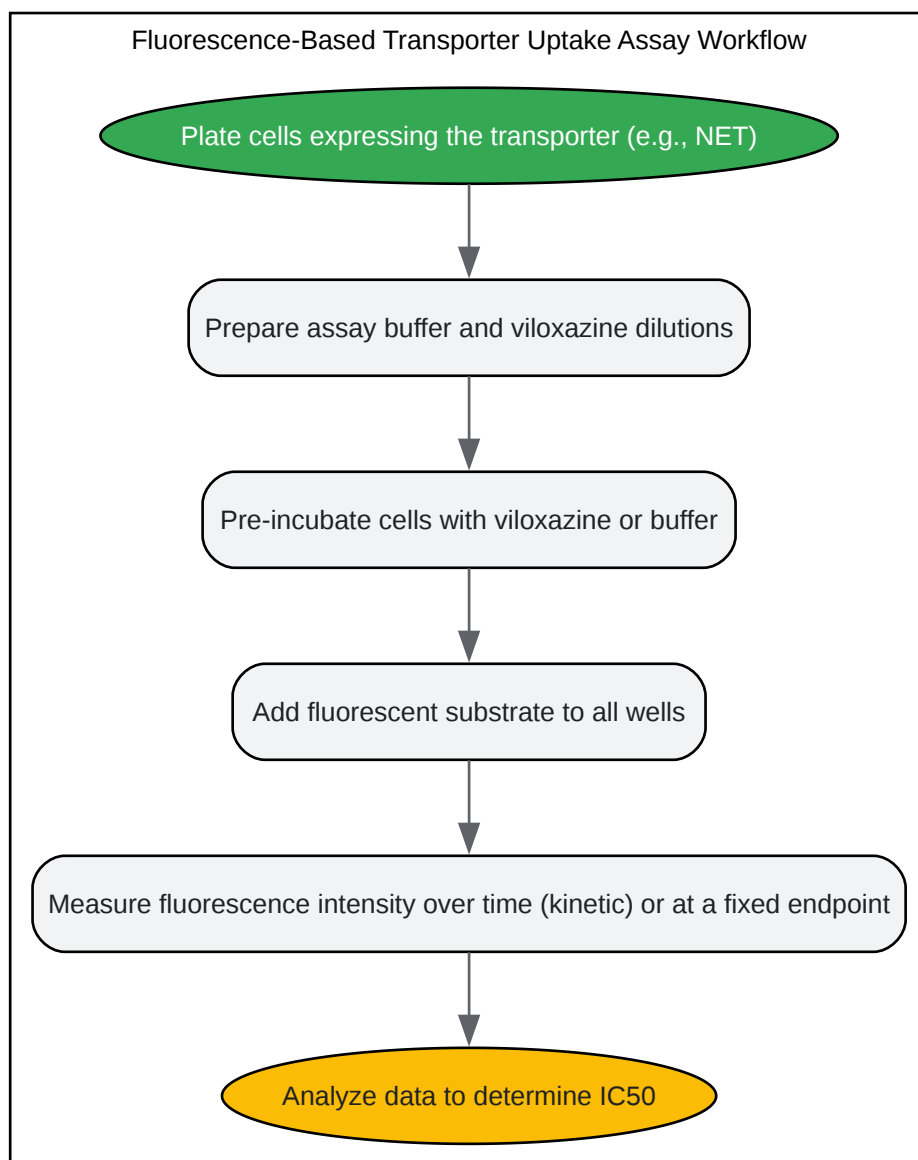 Fluorescence-Based Transporter Uptake Assay Workflow
Plate cells expressing the transporter (e.g., NET)
Prepare assay buffer and viloxazine dilutions
Pre-incubate cells with viloxazine or buffer
Add fluorescent substrate to all wells
Measure fluorescence intensity over time (kinetic) or at a fixed endpoint
Analyze data to determine IC50